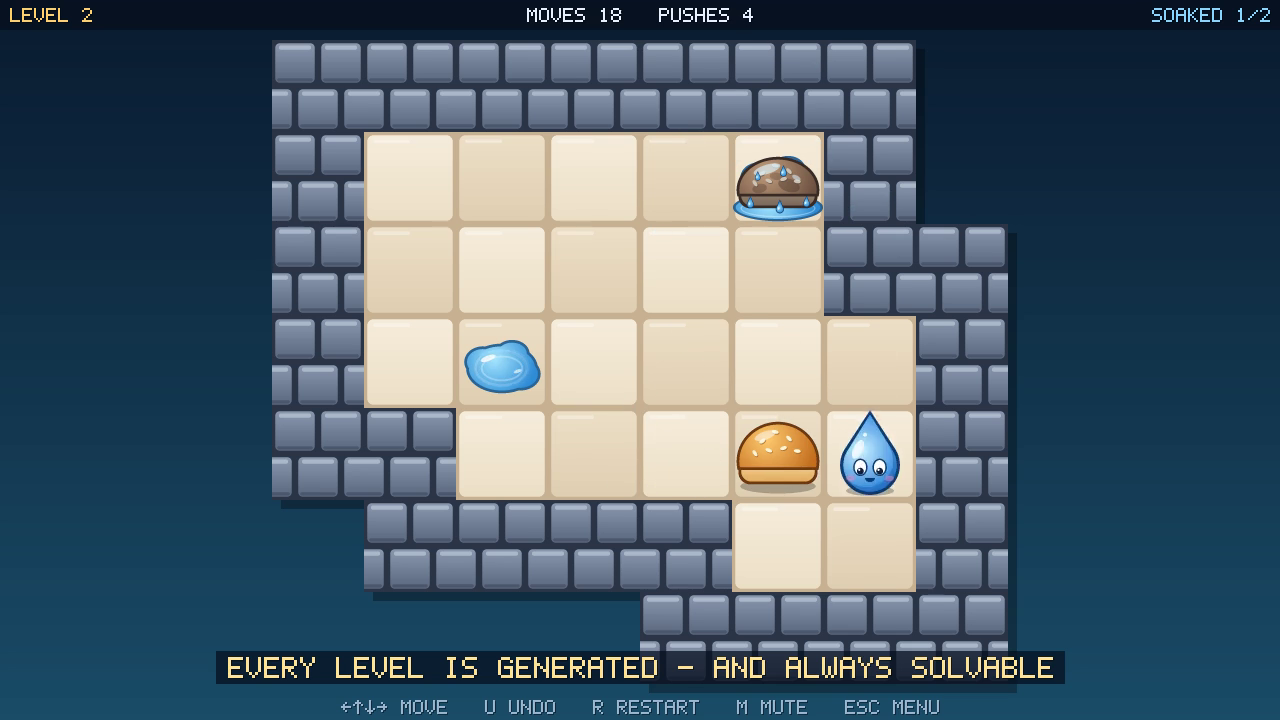 LEVEL 2
MOVES 18 PUSHES 4
SOAKED 1/2
EVERY LEVEL IS GENERATED — AND ALWAYS SOLVABLE
←↑↓→ MOVE U UNDO R RESTART M MUTE ESC MENU